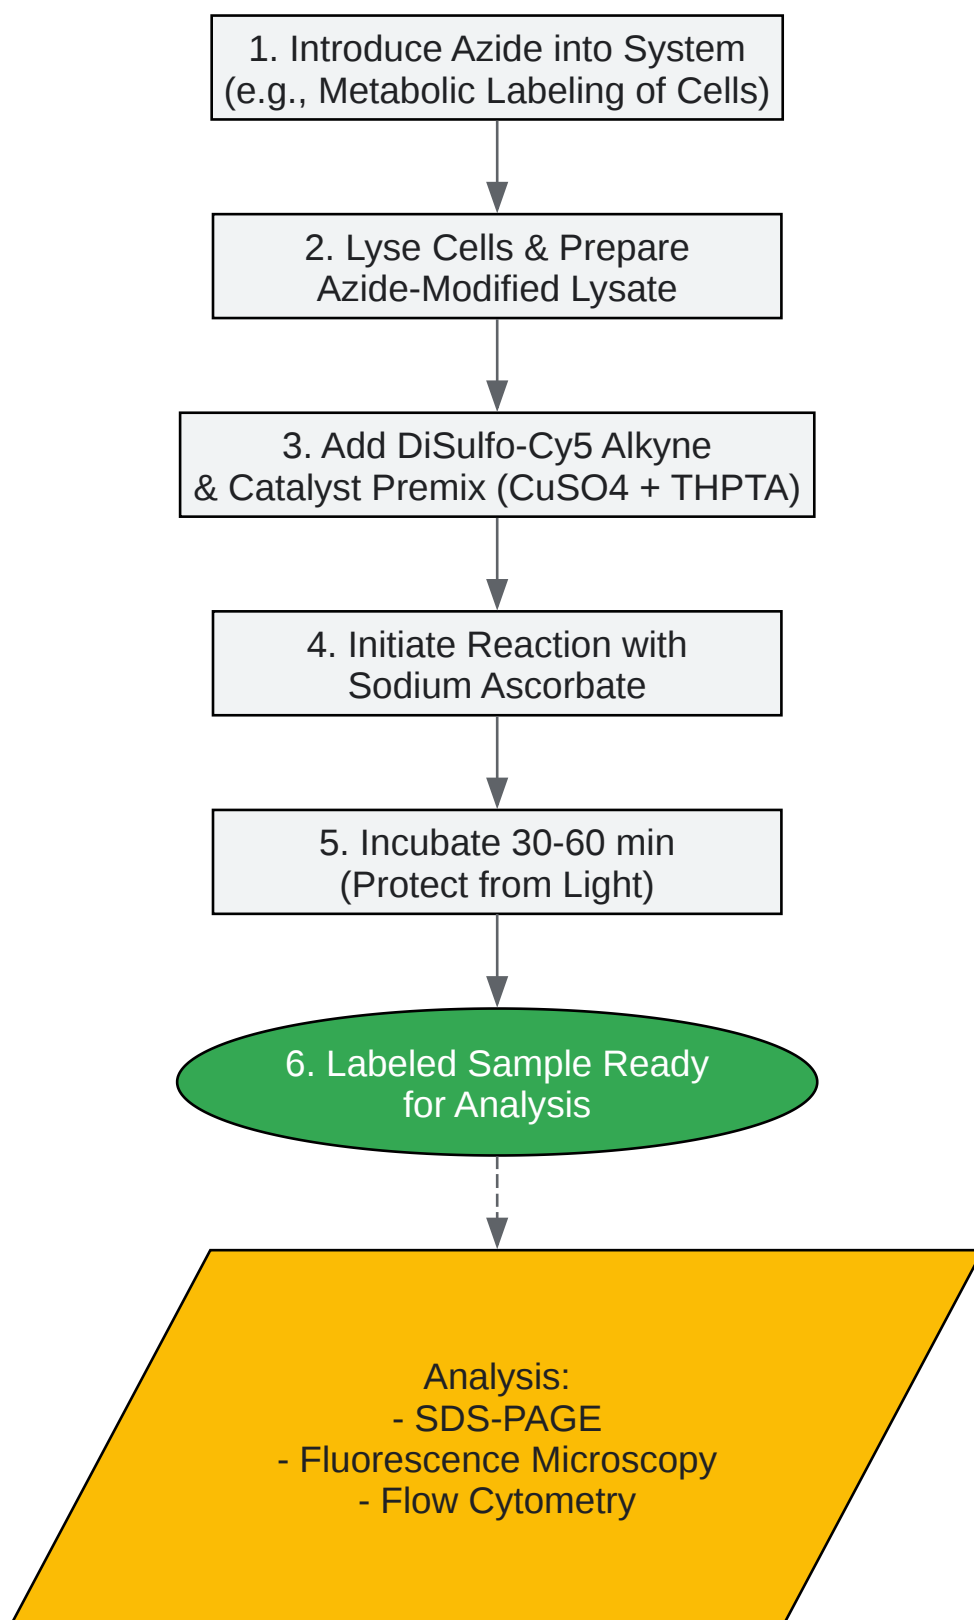 1. Introduce Azide into System
(e.g., Metabolic Labeling of Cells)
2. Lyse Cells & Prepare
Azide-Modified Lysate
3. Add DiSulfo-Cy5 Alkyne
& Catalyst Premix (CuSO4 + THPTA)
4. Initiate Reaction with
Sodium Ascorbate
5. Incubate 30-60 min
(Protect from Light)
6. Labeled Sample Ready
for Analysis
Analysis:
- SDS-PAGE
- Fluorescence Microscopy
- Flow Cytometry